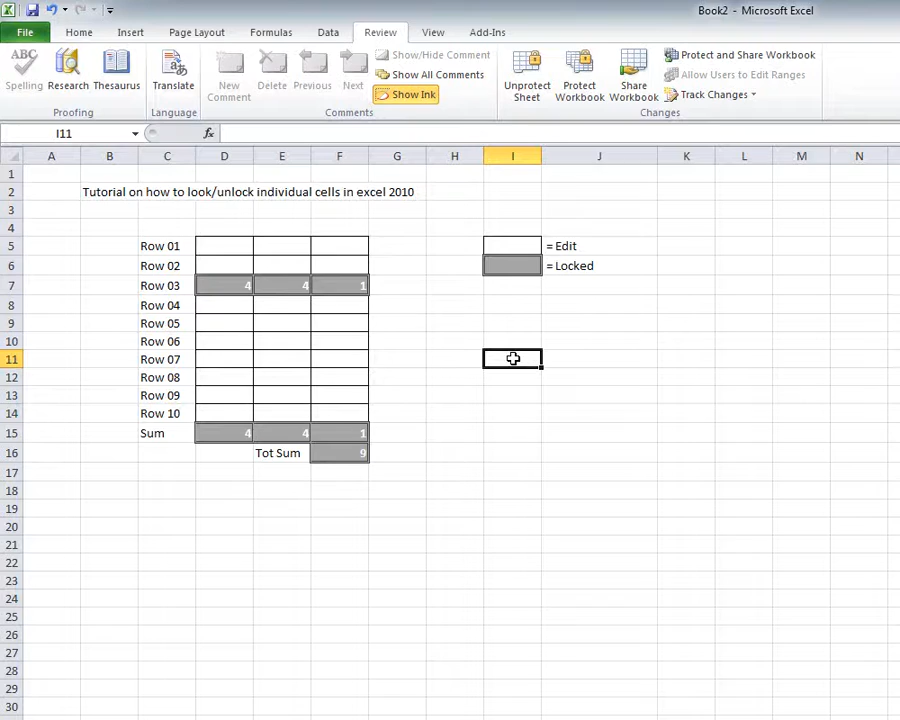 Book2 - Microsoft Excel
File Home Insert Page Layout Formulas Data Review View Add-Ins
ABC
Spelling Research Thesaurus
Proofing
Translate
Language
New Comment Delete Previous Next
Show/Hide Comment
Show All Comments
Show Ink
Comments
Unprotect Sheet Protect Workbook Share Workbook
Protect and Share Workbook
Allow Users to Edit Ranges
Track Changes
Changes
I11 fx
A B C D E F G H I J K L M N
1
2 Tutorial on how to look/unlock individual cells in excel 2010
3
4
5 Row 01 = Edit
6 Row 02 = Locked
7 Row 03 4 4 1
8 Row 04
9 Row 05
10 Row 06
11 Row 07
12 Row 08
13 Row 09
14 Row 10
15 Sum 4 4 1
16 Tot Sum 9
17
18
19
20
21
22
23
24
25
26
27
28
29
30